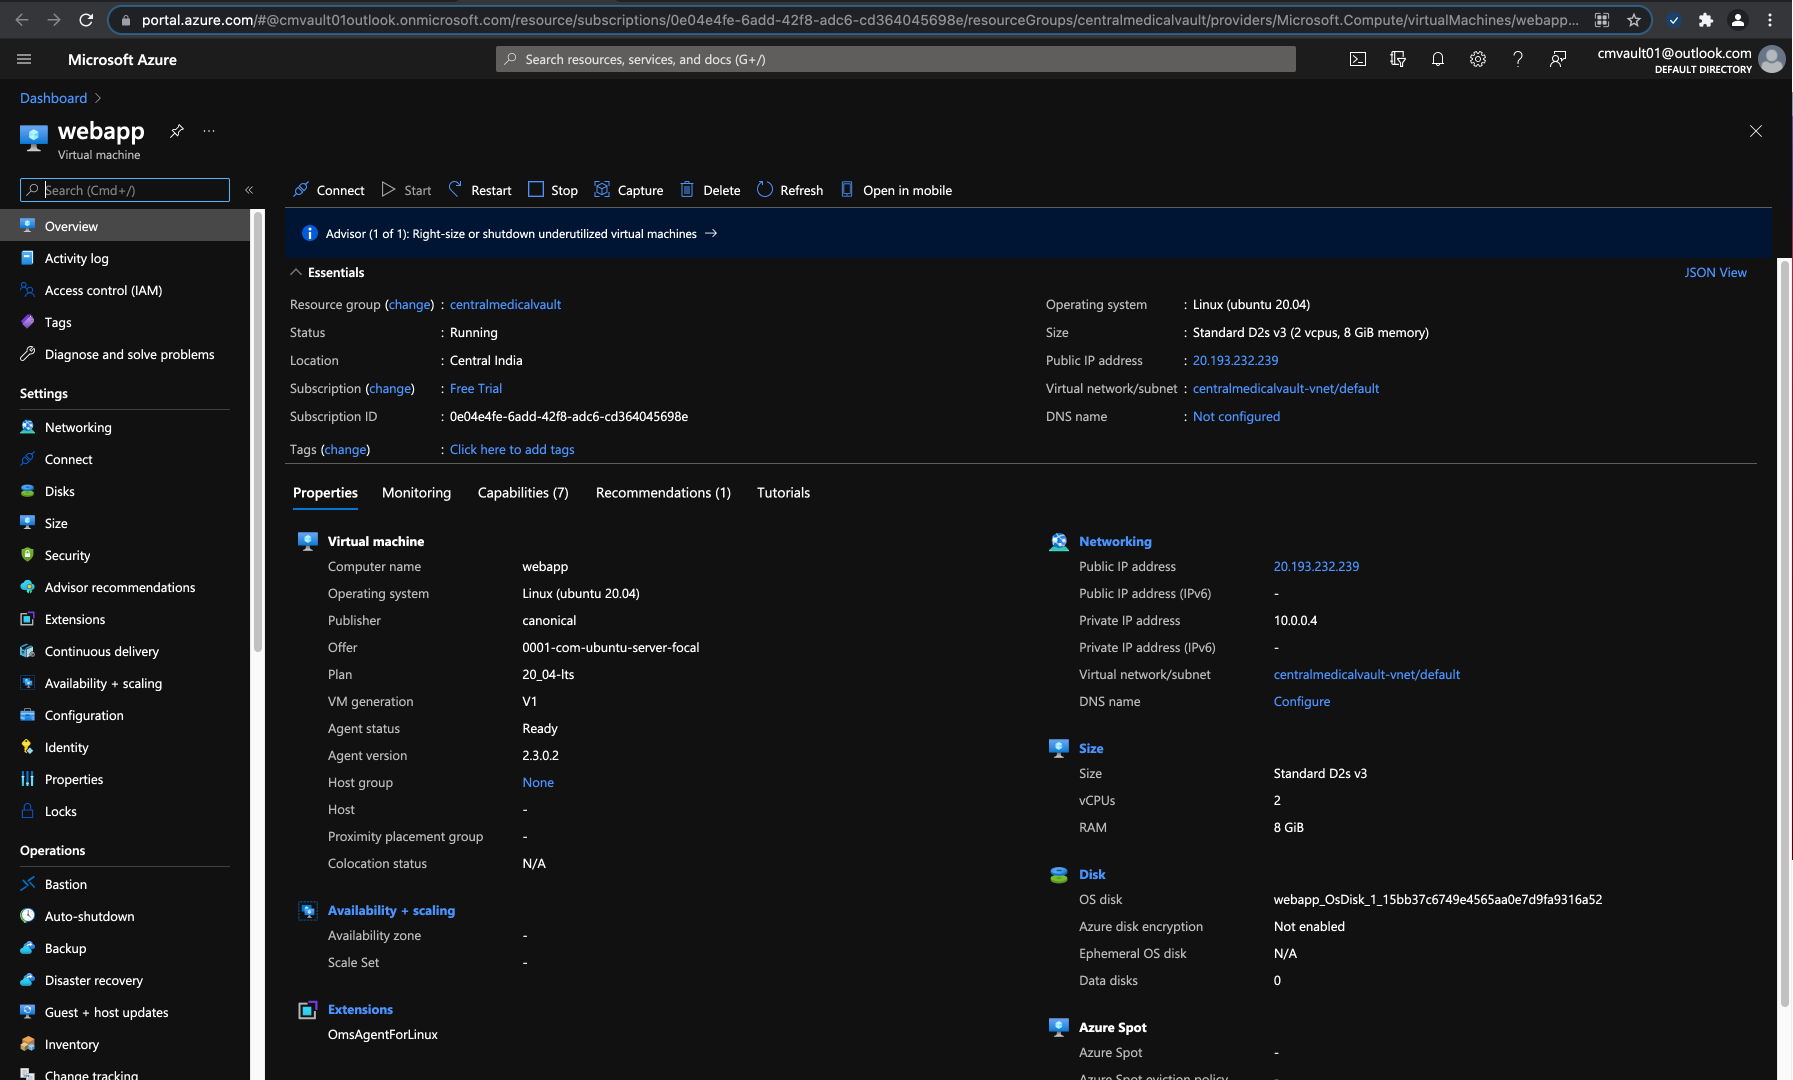 portal.azure.com/#@cmvault01outlook.onmicrosoft.com/resource/subscriptions/0e04e4fe-6add-42f8-adc6-cd364045698e/resourceGroups/centralmedicalvault/providers/Microsoft.Compute/virtualMachines/webapp...
Microsoft Azure
Search resources, services, and docs (G+/)
cmvault01@outlook.com
DEFAULT DIRECTORY
Dashboard >
webapp
...
Virtual machine
Search (Cmd+/)
«
Connect Start Restart Stop Capture Delete Refresh Open in mobile
Advisor (1 of 1): Right-size or shutdown underutilized virtual machines →
Overview
Activity log
Access control (IAM)
Tags
Diagnose and solve problems
Settings
Networking
Connect
Disks
Size
Security
Advisor recommendations
Extensions
Continuous delivery
Availability + scaling
Configuration
Identity
Properties
Locks
Operations
Bastion
Auto-shutdown
Backup
Disaster recovery
Guest + host updates
Inventory
Change tracking
Essentials
JSON View
Resource group (change) : centralmedicalvault
Status : Running
Location : Central India
Subscription (change) : Free Trial
Subscription ID : 0e04e4fe-6add-42f8-adc6-cd364045698e
Tags (change) : Click here to add tags
Operating system : Linux (ubuntu 20.04)
Size : Standard D2s v3 (2 vcpus, 8 GiB memory)
Public IP address : 20.193.232.239
Virtual network/subnet : centralmedicalvault-vnet/default
DNS name : Not configured
Properties Monitoring Capabilities (7) Recommendations (1) Tutorials
Virtual machine
Computer name webapp
Operating system Linux (ubuntu 20.04)
Publisher canonical
Offer 0001-com-ubuntu-server-focal
Plan 20_04-lts
VM generation V1
Agent status Ready
Agent version 2.3.0.2
Host group None
Host -
Proximity placement group -
Colocation status N/A
Availability + scaling
Availability zone -
Scale Set -
Extensions
OmsAgentForLinux
Networking
Public IP address 20.193.232.239
Public IP address (IPv6) -
Private IP address 10.0.0.4
Private IP address (IPv6) -
Virtual network/subnet centralmedicalvault-vnet/default
DNS name Configure
Size
Size Standard D2s v3
vCPUs 2
RAM 8 GiB
Disk
OS disk webapp_OsDisk_1_15bb37c6749e4565aa0e7d9fa9316a52
Azure disk encryption Not enabled
Ephemeral OS disk N/A
Data disks 0
Azure Spot
Azure Spot -
Azure Spot eviction policy -